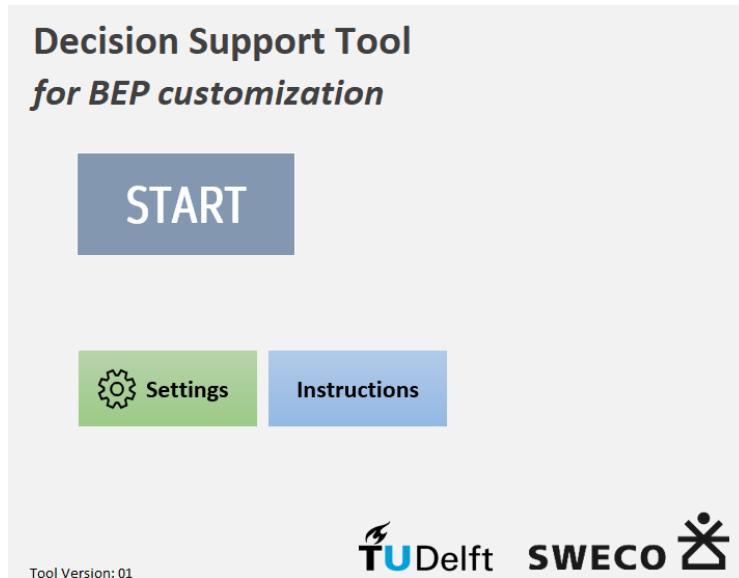 Decision Support Tool
for BEP customization
START
Settings
Instructions
TUDelft
SWECO
Tool Version: 01